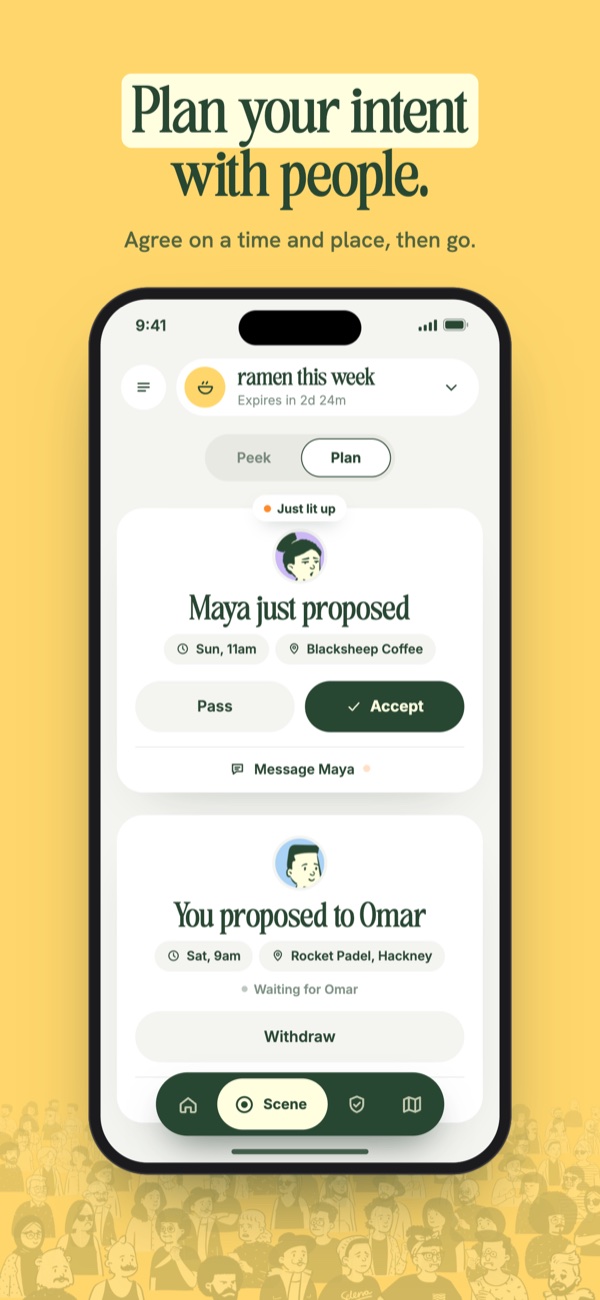 Plan your intent
with people.
Agree on a time and place, then go.
9:41
ramen this week
Expires in 2d 24m
Peek
Plan
Just lit up
Maya just proposed
Sun, 11am
Blacksheep Coffee
Pass
Accept
Message Maya
You proposed to Omar
Sat, 9am
Rocket Padel, Hackney
Waiting for Omar
Withdraw
Scene